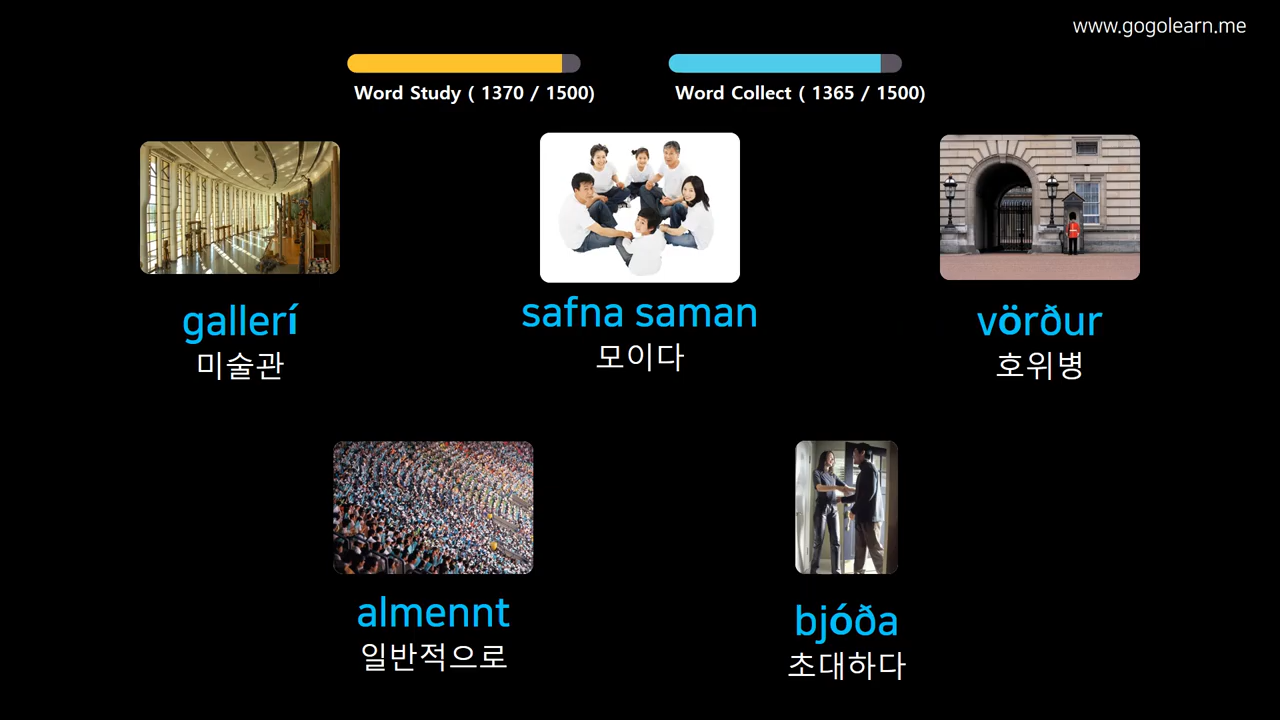 www.gogolearn.me
Word Study ( 1370 / 1500)
Word Collect ( 1365 / 1500)
gallerí
미술관
safna saman
모이다
vörður
호위병
almennt
일반적으로
bjóða
초대하다